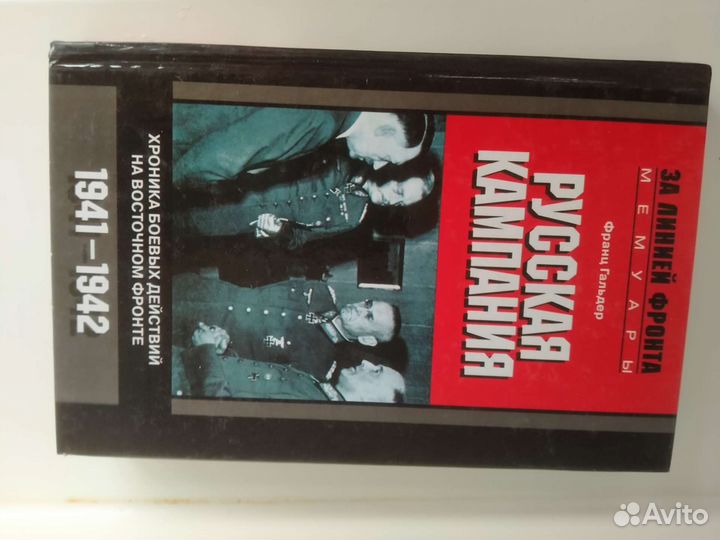 ЗА ЛИНИЕЙ ФРОНТА
МЕМУАРЫ
Франц Гальдер
РУССКАЯ
КАМПАНИЯ
ХРОНИКА БОЕВЫХ ДЕЙСТВИЙ
НА ВОСТОЧНОМ ФРОНТЕ
1941–1942
Avito